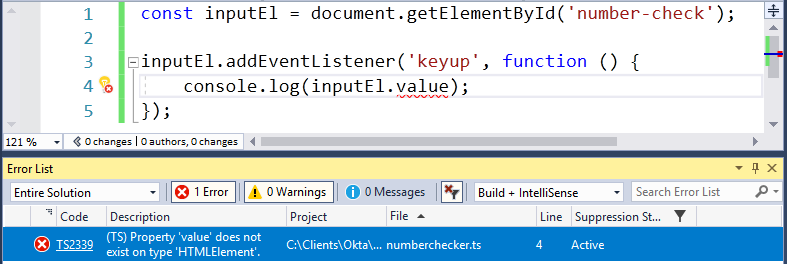 1 const inputEl = document.getElementById('number-check');
2
3 inputEl.addEventListener('keyup', function () {
4 console.log(inputEl.value);
5 });
121 % 0 changes | 0 authors, 0 changes
Error List
Entire Solution 1 Error 0 Warnings 0 Messages Build + IntelliSense Search Error List
Code Description Project File Line Suppression St...
TS2339 (TS) Property 'value' does not C:\Clients\Okta\... numberchecker.ts 4 Active
exist on type 'HTMLElement'.